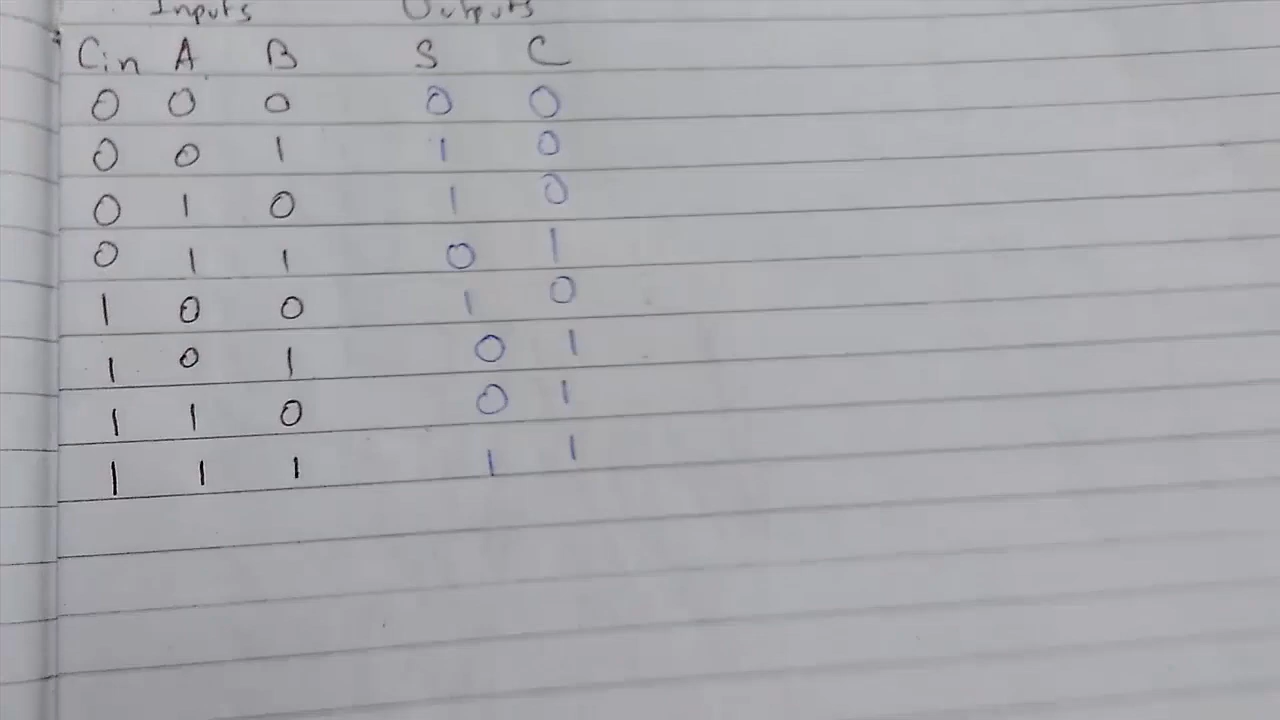 Inputs Outputs
Cin A B S C
0 0 0 0 0
0 0 1 1 0
0 1 0 1 0
0 1 1 0 1
1 0 0 1 0
1 0 1 0 1
1 1 0 0 1
1 1 1 1 1